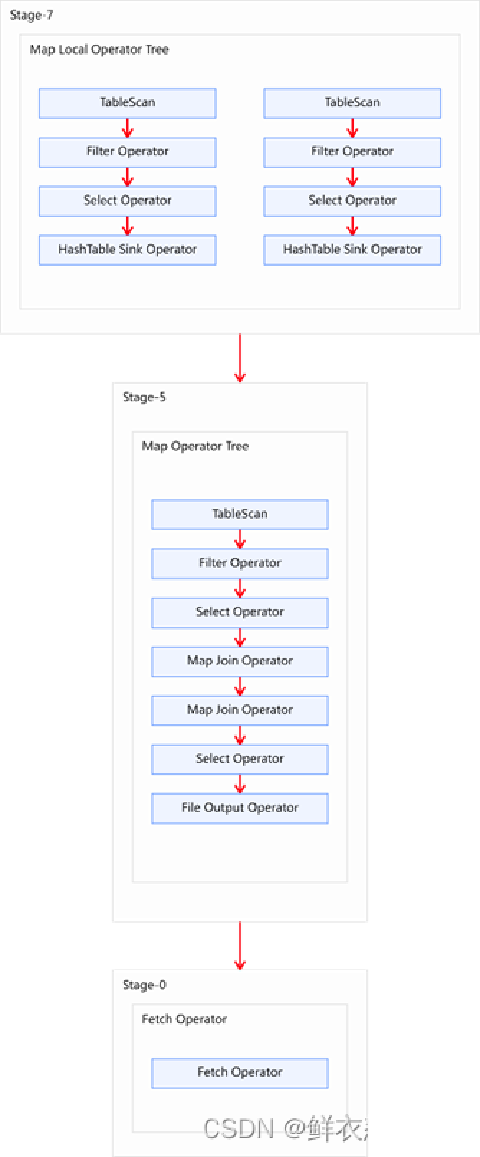 Stage-7
Map Local Operator Tree
TableScan
TableScan
Filter Operator
Filter Operator
Select Operator
Select Operator
HashTable Sink Operator
HashTable Sink Operator
Stage-5
Map Operator Tree
TableScan
Filter Operator
Select Operator
Map Join Operator
Map Join Operator
Select Operator
File Output Operator
Stage-0
Fetch Operator
Fetch Operator
CSDN @鲜衣